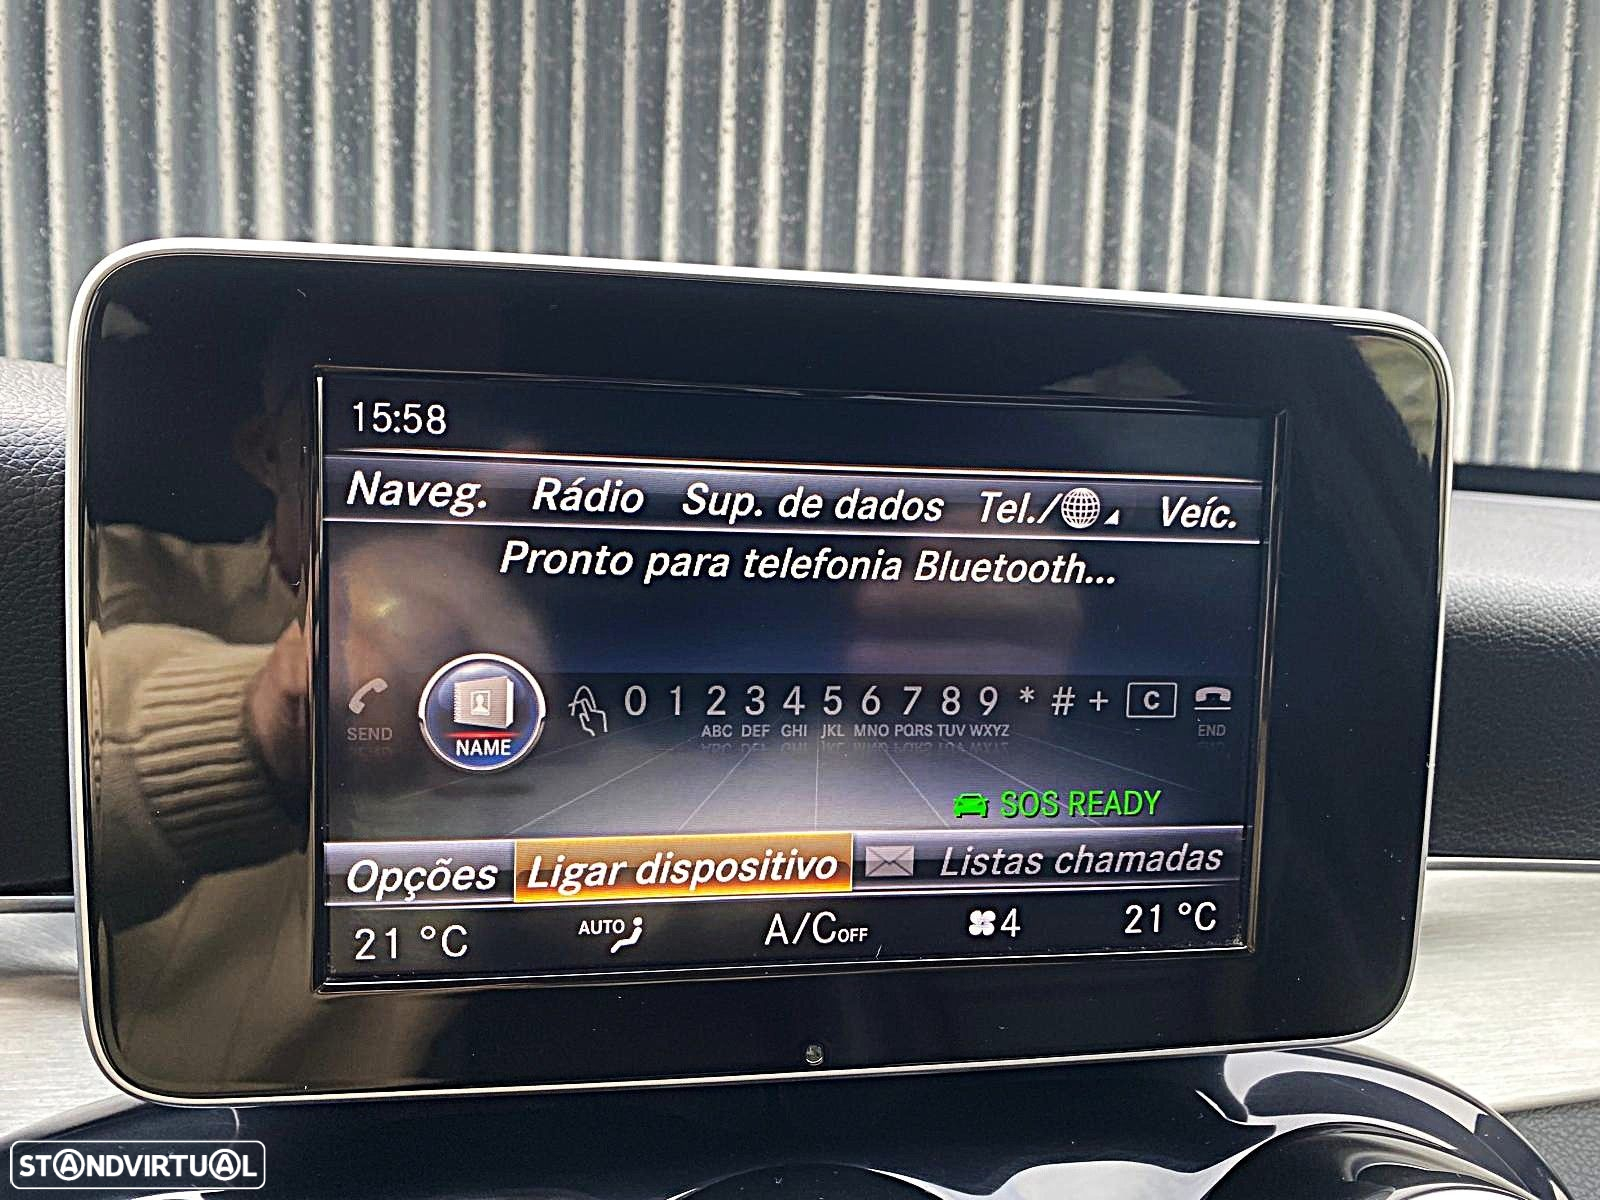 15:58
Naveg. Rádio Sup. de dados Tel./ Veíc.
Pronto para telefonia Bluetooth...
0 1 2 3 4 5 6 7 8 9 * # + C
SEND NAME ABC DEF GHI JKL MNO PQRS TUV WXYZ END
SOS READY
Opções Ligar dispositivo Listas chamadas
21 °C AUTO A/C OFF 4 21 °C
STANDVIRTUAL